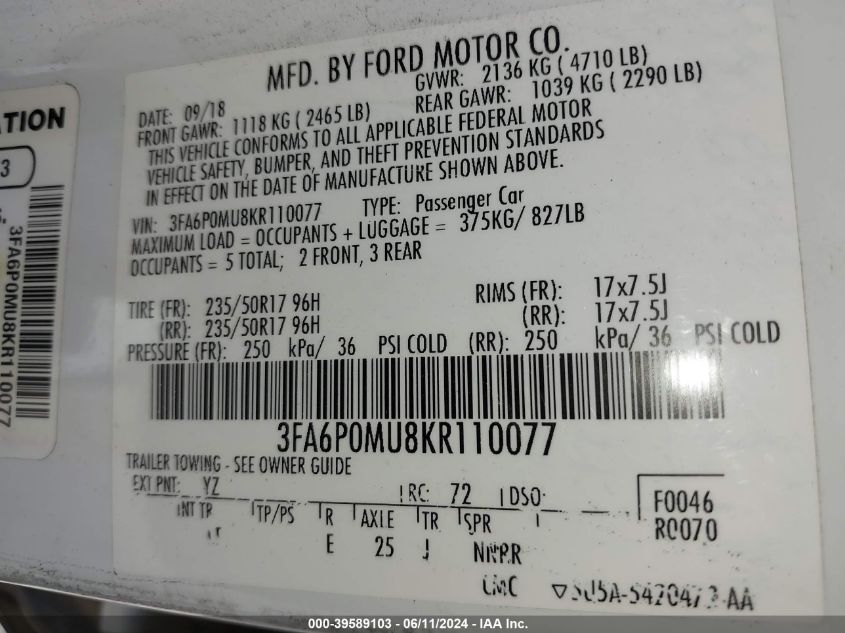 MFD. BY FORD MOTOR CO.
DATE: 09/18 GVWR: 2136 KG ( 4710 LB)
FRONT GAWR: 1118 KG ( 2465 LB) REAR GAWR: 1039 KG ( 2290 LB)
THIS VEHICLE CONFORMS TO ALL APPLICABLE FEDERAL MOTOR
VEHICLE SAFETY, BUMPER, AND THEFT PREVENTION STANDARDS
IN EFFECT ON THE DATE OF MANUFACTURE SHOWN ABOVE.
VIN: 3FA6P0MU8KR110077 TYPE: Passenger Car
MAXIMUM LOAD = OCCUPANTS + LUGGAGE = 375KG/ 827LB
OCCUPANTS = 5 TOTAL; 2 FRONT, 3 REAR
TIRE (FR): 235/50R17 96H RIMS (FR): 17x7.5J
(RR): 235/50R17 96H (RR): 17x7.5J
PRESSURE (FR): 250 kPa/ 36 PSI COLD (RR): 250 kPa/ 36 PSI COLD
3FA6P0MU8KR110077
TRAILER TOWING - SEE OWNER GUIDE
EXT PNT: YZ RC: 72 DSO:
INT TR TP/PS R AXLE TR SPR
E 25 J
F0046
R0070
3
3FA6P0MU8KR110077
000-39589103 - 06/11/2024 - IAA Inc.